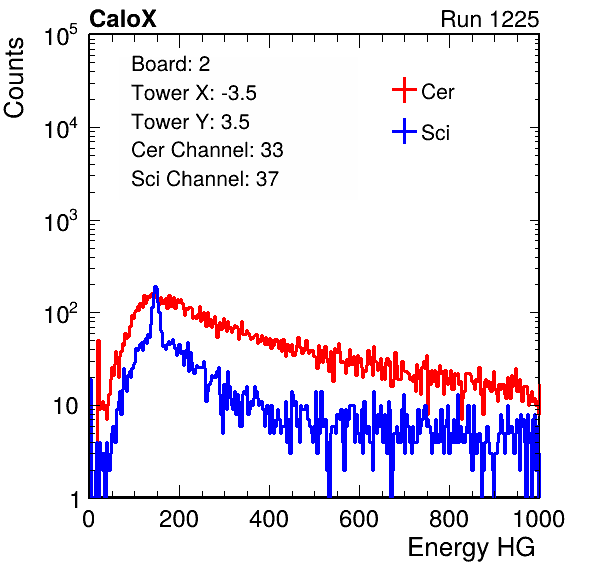 CaloX Run 1225
Counts
10^5
10^4
10^3
10^2
10
1
Board: 2
Tower X: -3.5
Tower Y: 3.5
Cer Channel: 33
Sci Channel: 37
Cer
Sci
0 200 400 600 800 1000
Energy HG